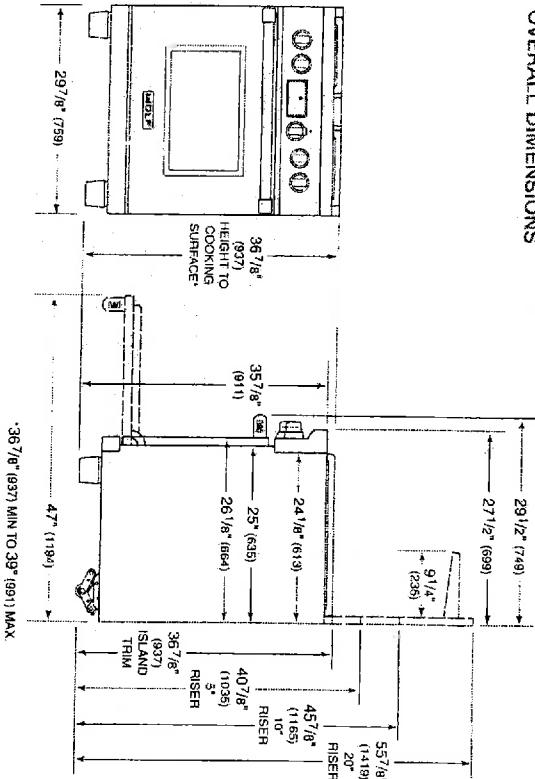 OVERALL DIMENSIONS
WOLF
29 7/8" (759)
36 7/8"
(937)
HEIGHT TO
COOKING
SURFACE*
35 7/8"
(911)
29 1/2" (749)
27 1/2" (699)
9 1/4"
(235)
24 1/8" (613)
25" (635)
26 1/8" (664)
47" (1194)
36 7/8"
(937)
ISLAND
TRIM
40 7/8"
(1035)
5"
RISER
45 7/8"
(1165)
10"
RISER
55 7/8"
(1419)
20"
RISER
*36 7/8" (937) MIN TO 39" (991) MAX.